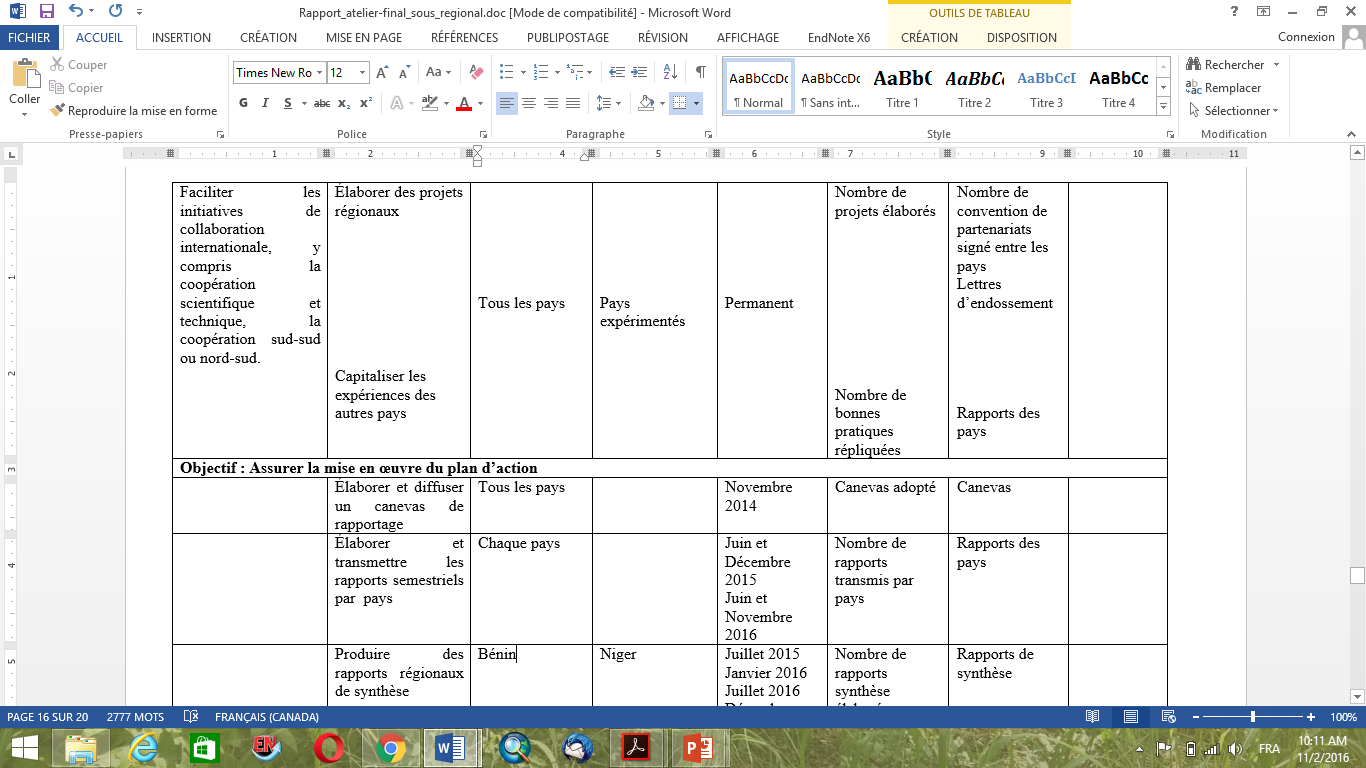 Rapport_atelier-final_sous_regional.doc [Mode de compatibilité] - Microsoft Word
OUTILS DE TABLEAU
FICHIER
ACCUEIL
INSERTION
CRÉATION
MISE EN PAGE
RÉFÉRENCES
PUBLIPOSTAGE
RÉVISION
AFFICHAGE
EndNote X6
CRÉATION
DISPOSITION
Connexion
Coller
Couper
Copier
Reproduire la mise en forme
Presse-papiers
Times New Ro
12
Police
Paragraphe
AaBbCcDc
¶ Normal
AaBbCcDc
¶ Sans int...
AaBbC
Titre 1
AaBbCc
Titre 2
AaBbCcI
Titre 3
AaBbCc
Titre 4
Style
Rechercher
Remplacer
Sélectionner
Modification
1 2 4 5 6 7 9 10 11
Faciliter les
initiatives de
collaboration
internationale, y
compris la
coopération
scientifique et
technique, la
coopération sud-sud
ou nord-sud.
Élaborer des projets
régionaux
Capitaliser les
expériences des
autres pays
Tous les pays
Pays
expérimentés
Permanent
Nombre de
projets élaborés
Nombre de
bonnes
pratiques
répliquées
Nombre de
convention de
partenariats
signé entre les
pays
Lettres
d’endossement
Rapports des
pays
Objectif : Assurer la mise en œuvre du plan d’action
Élaborer et diffuser
un canevas de
rapportage
Tous les pays
Novembre
2014
Canevas adopté
Canevas
Élaborer et
transmettre les
rapports semestriels
par pays
Chaque pays
Juin et
Décembre
2015
Juin et
Novembre
2016
Nombre de
rapports
transmis par
pays
Rapports des
pays
Produire des
rapports régionaux
de synthèse
Bénin
Niger
Juillet 2015
Janvier 2016
Juillet 2016
Nombre de
rapports
synthèse
Rapports de
synthèse
PAGE 16 SUR 20
2777 MOTS
FRANÇAIS (CANADA)
100%
FRA
10:11 AM
11/2/2016